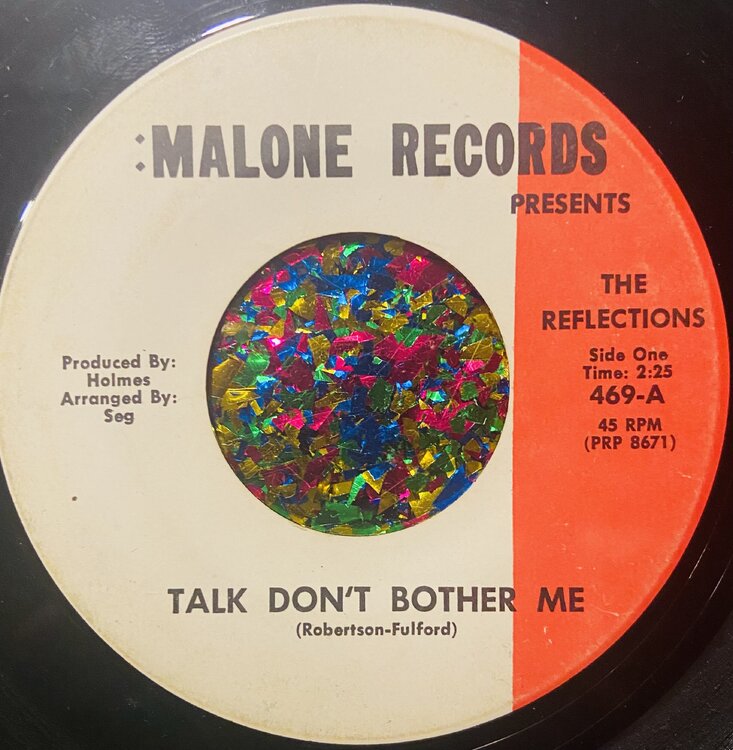 :MALONE RECORDS
PRESENTS
THE
REFLECTIONS
Side One
Time: 2:25
469-A
45 RPM
(PRP 8671)
Produced By:
Holmes
Arranged By:
Seg
TALK DON'T BOTHER ME
(Robertson-Fulford)